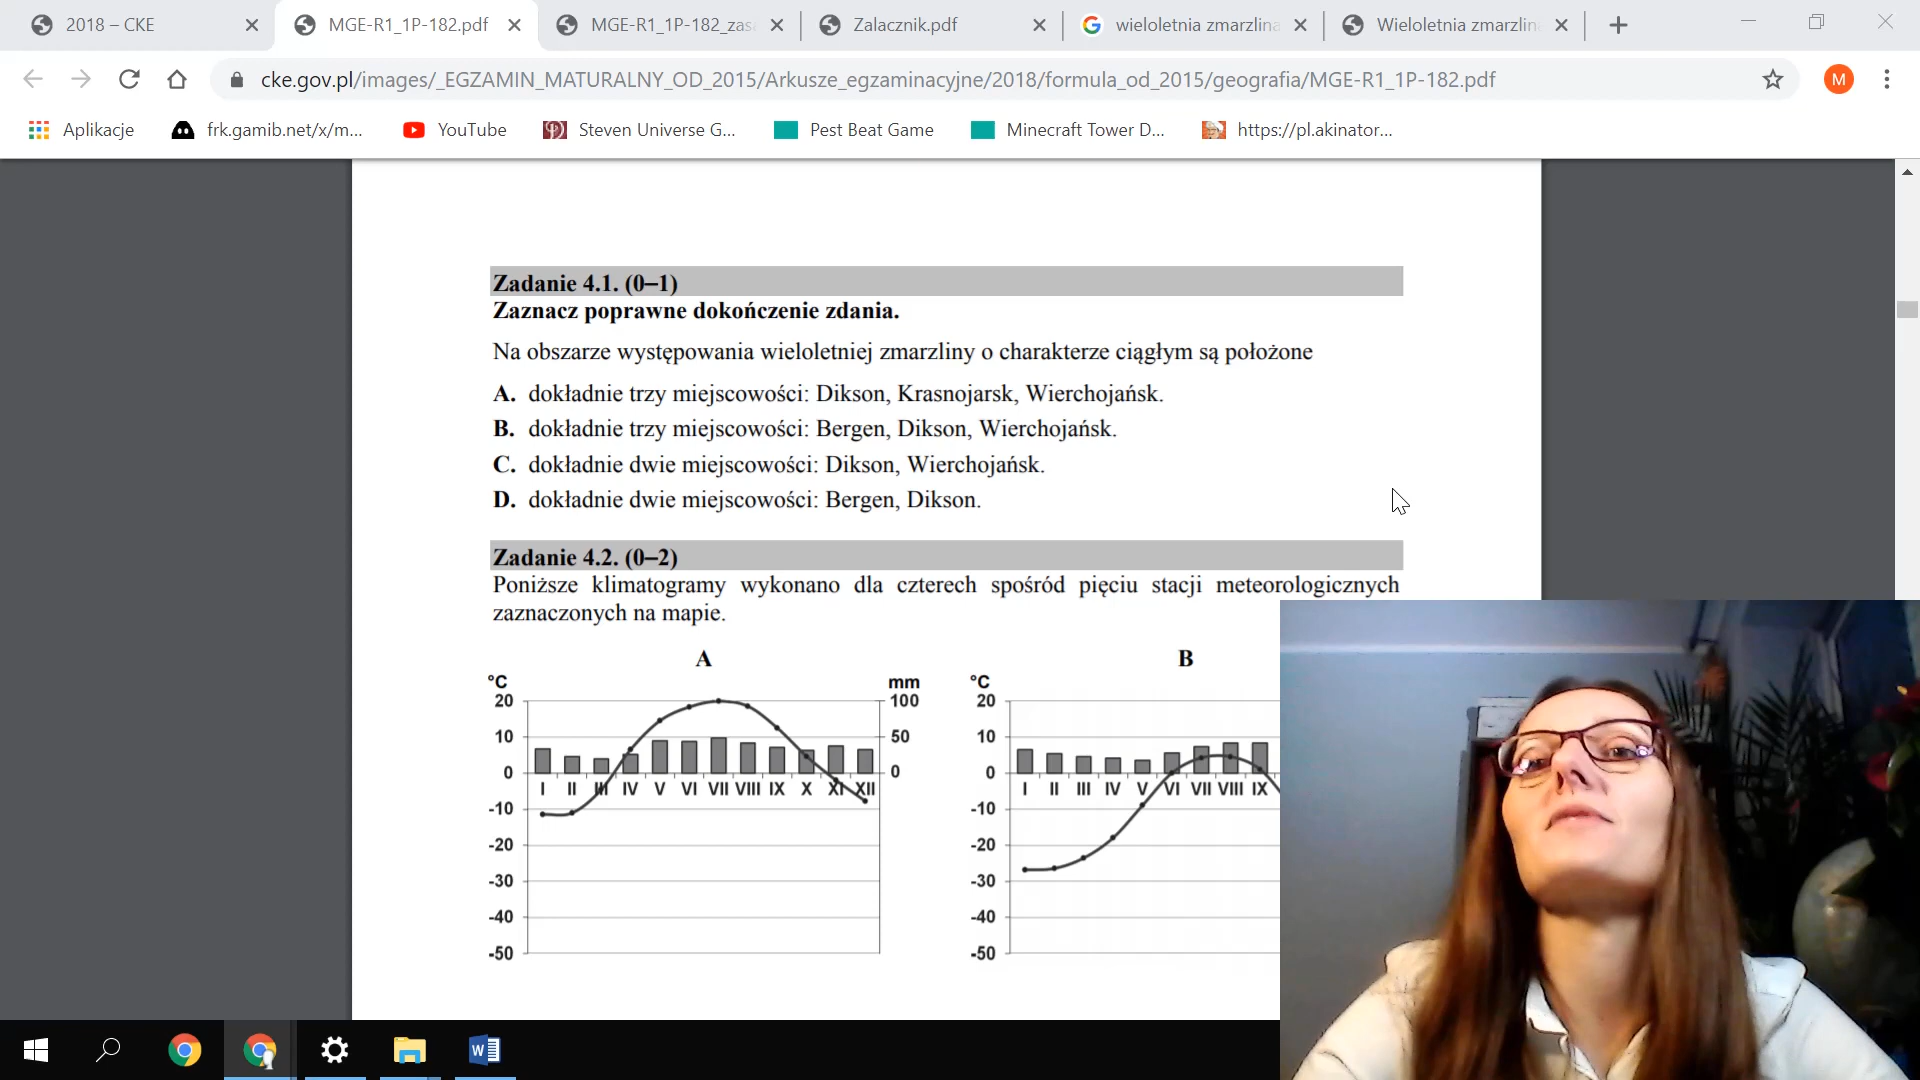 2018 – CKE
MGE-R1_1P-182.pdf
MGE-R1_1P-182_zasa
Zalacznik.pdf
wieloletnia zmarzlina
Wieloletnia zmarzlin
cke.gov.pl/images/_EGZAMIN_MATURALNY_OD_2015/Arkusze_egzaminacyjne/2018/formula_od_2015/geografia/MGE-R1_1P-182.pdf
M
Aplikacje
frk.gamib.net/x/m...
YouTube
Steven Universe G...
Pest Beat Game
Minecraft Tower D...
https://pl.akinator...
Zadanie 4.1. (0–1)
Zaznacz poprawne dokończenie zdania.
Na obszarze występowania wieloletniej zmarzliny o charakterze ciągłym są położone
A. dokładnie trzy miejscowości: Dikson, Krasnojarsk, Wierchojańsk.
B. dokładnie trzy miejscowości: Bergen, Dikson, Wierchojańsk.
C. dokładnie dwie miejscowości: Dikson, Wierchojańsk.
D. dokładnie dwie miejscowości: Bergen, Dikson.
Zadanie 4.2. (0–2)
Poniższe klimatogramy wykonano dla czterech spośród pięciu stacji meteorologicznych
zaznaczonych na mapie.
A
°C
mm
20
10
0
-10
-20
-30
-40
-50
100
50
0
I II III IV V VI VII VIII IX X XI XII
B
°C
20
10
0
-10
-20
-30
-40
-50
I II III IV V VI VII VIII IX
W